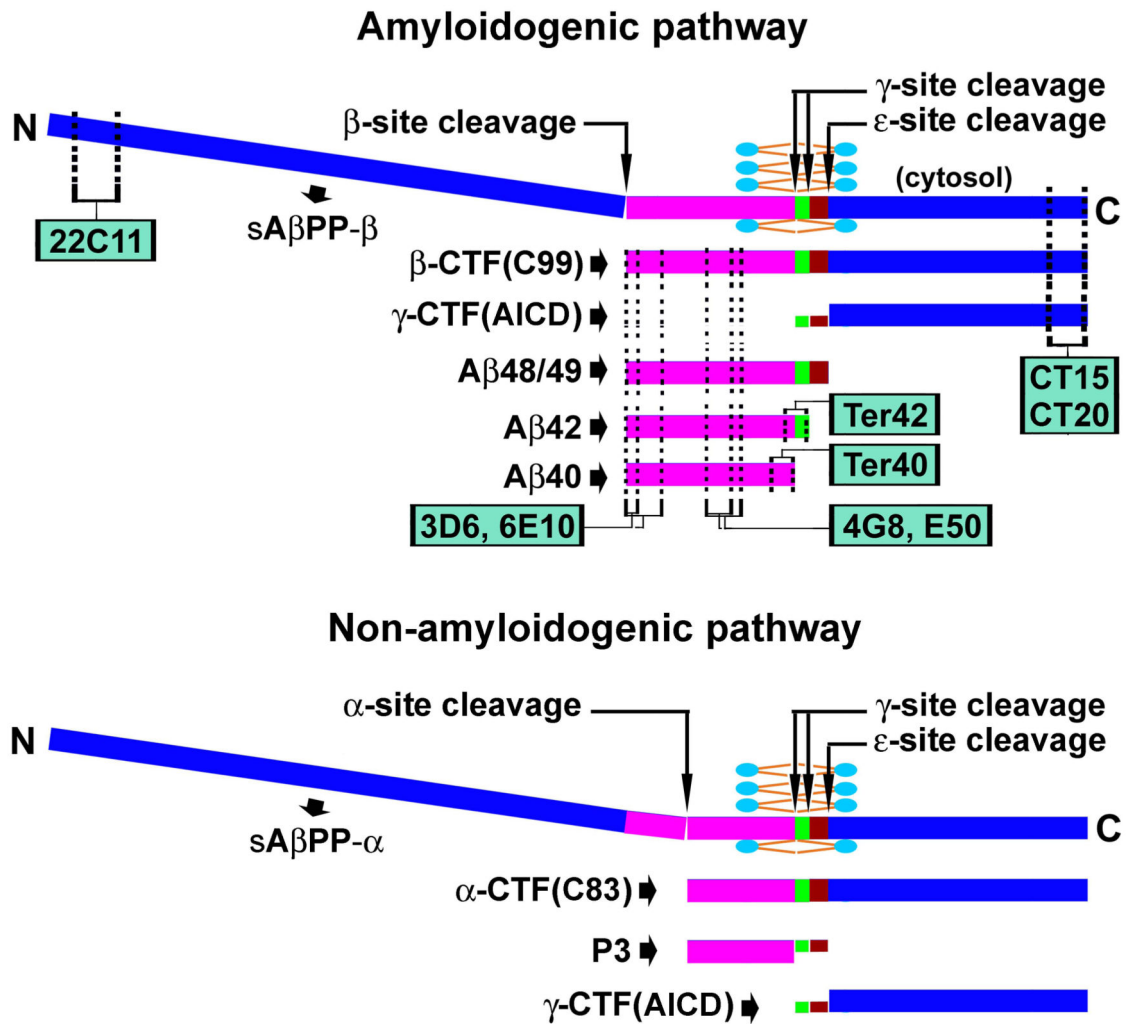 Amyloidogenic pathway
γ-site cleavage
N
β-site cleavage
ε-site cleavage
(cytosol)
C
22C11
sAβPP-β
β-CTF(C99)
γ-CTF(AICD)
Aβ48/49
CT15
CT20
Aβ42
Ter42
Aβ40
Ter40
3D6, 6E10
4G8, E50
Non-amyloidogenic pathway
α-site cleavage
γ-site cleavage
N
ε-site cleavage
C
sAβPP-α
α-CTF(C83)
P3
γ-CTF(AICD)